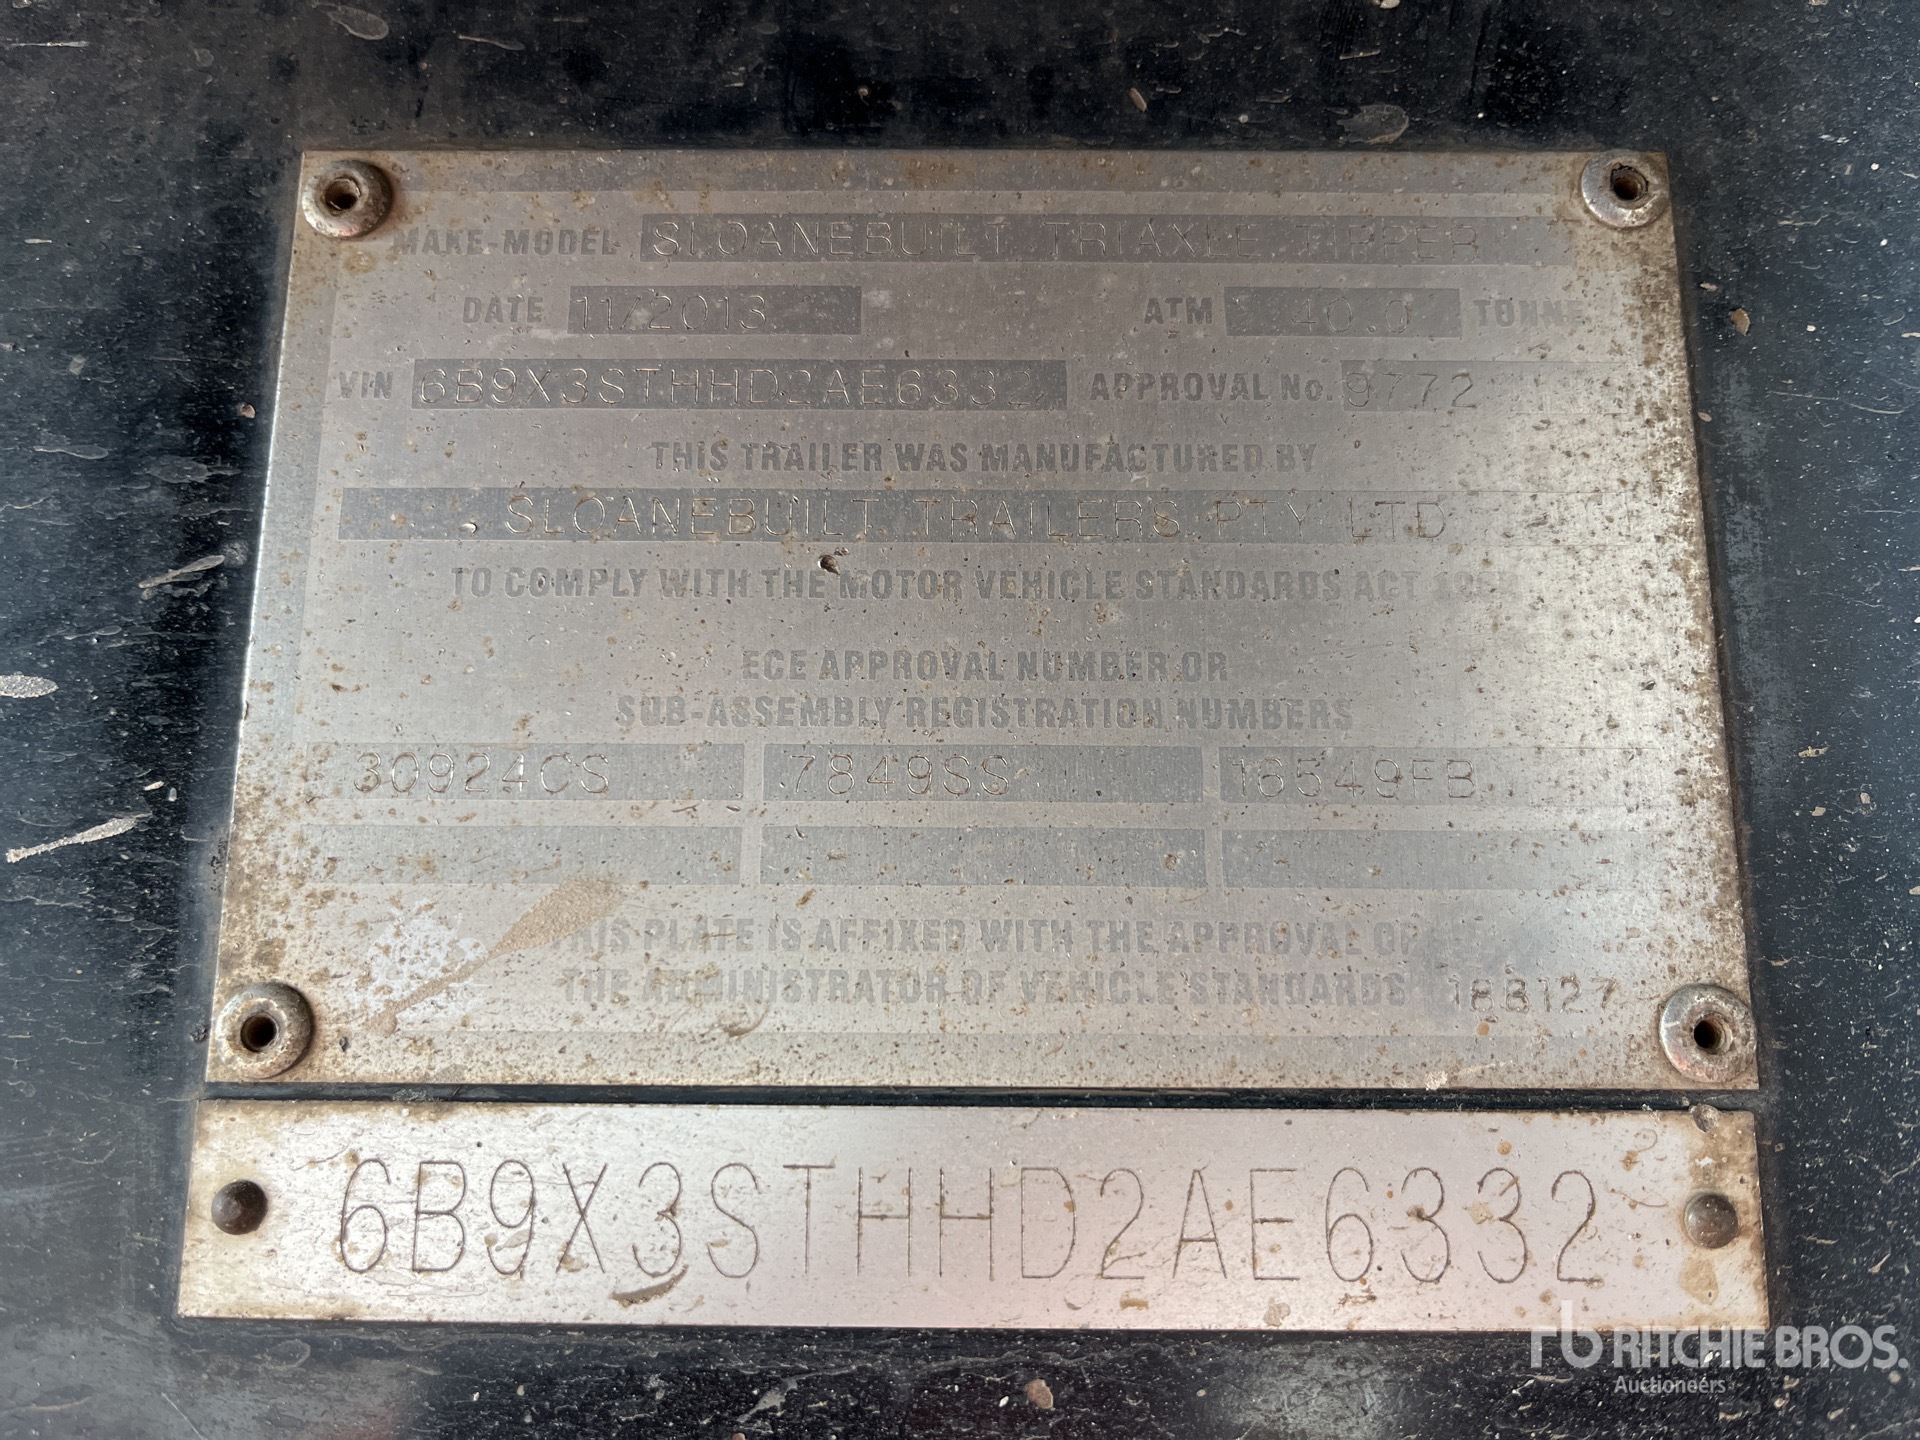 MAKE-MODEL SLOANEBUILT TRIAXLE TIPPER
DATE 11/2013 ATM 40.0 TONNE
VIN 6B9X3STHHD2AE6332 APPROVAL No. 9772
THIS TRAILER WAS MANUFACTURED BY
SLOANEBUILT TRAILERS PTY LTD
TO COMPLY WITH THE MOTOR VEHICLE STANDARDS ACT
ECE APPROVAL NUMBER OR
SUB-ASSEMBLY REGISTRATION NUMBERS
30924CS 7849SS 16549FB
THIS PLATE IS AFFIXED WITH THE APPROVAL OF
THE ADMINISTRATOR OF VEHICLE STANDARDS 188127
6B9X3STHHD2AE6332
rb RITCHIE BROS.
Auctioneers